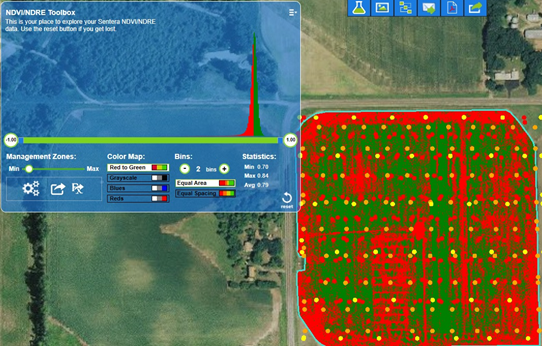 NDVI/NDRE Toolbox
This is your place to explore your Sentera NDVI/NDRE
data. Use the reset button if you get lost.
-1.00
1.00
Management Zones:
Min
Max
Color Map:
Red to Green
Grayscale
Blues
Reds
Bins:
- 2 bins +
Equal Area
Equal Spacing
Statistics:
Min 0.70
Max 0.84
Avg 0.79
Rx
reset